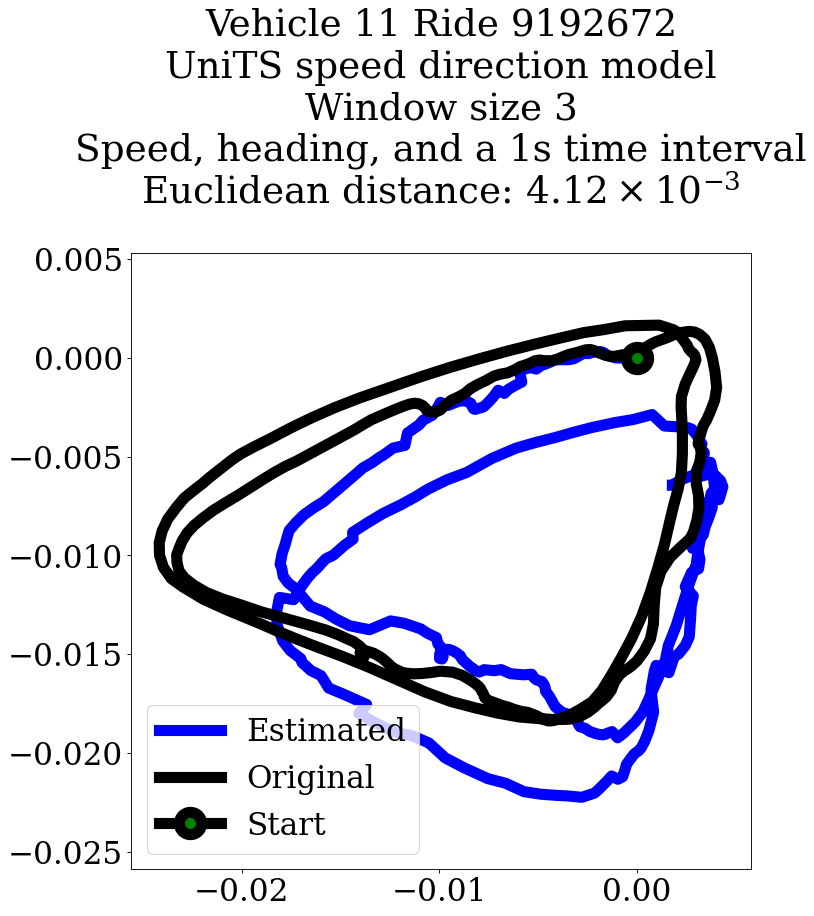 Vehicle 11 Ride 9192672
UniTS speed direction model
Window size 3
Speed, heading, and a 1s time interval
Euclidean distance: 4.12 × 10⁻³
0.005
0.000
−0.005
−0.010
−0.015
−0.020
−0.025
Estimated
Original
Start
−0.02 −0.01 0.00